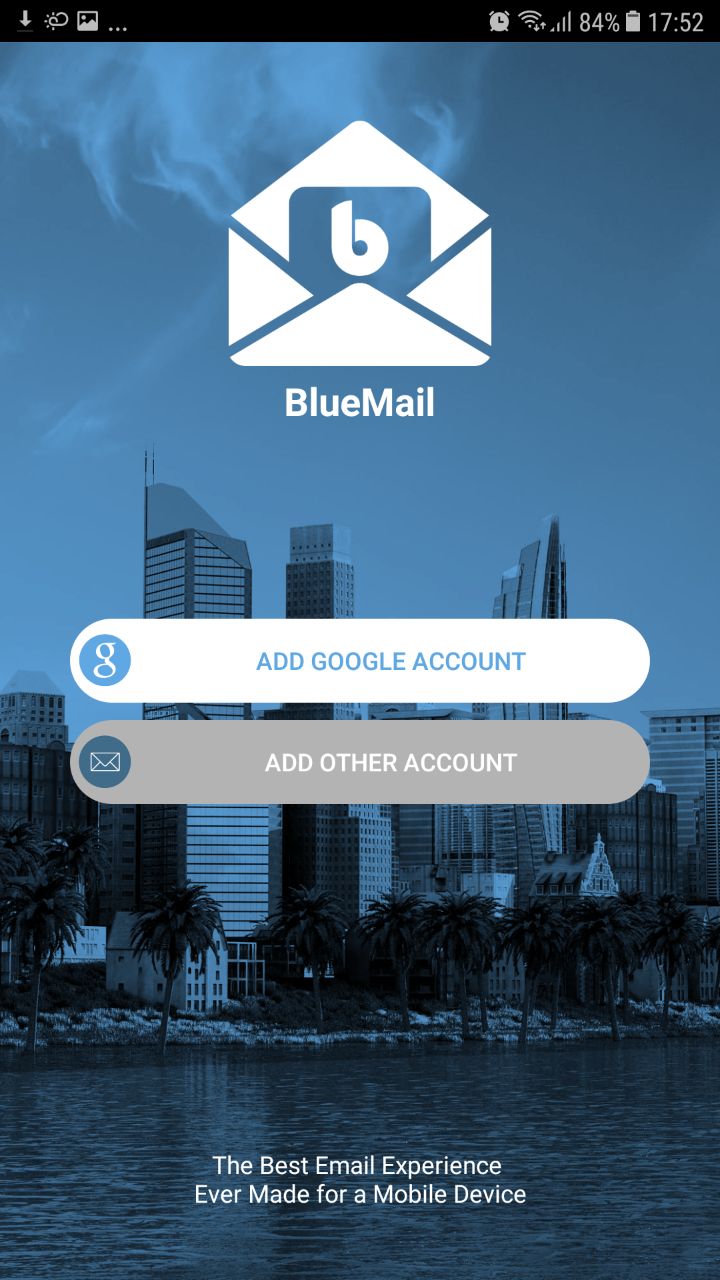 84% 17:52
b
BlueMail
g ADD GOOGLE ACCOUNT
ADD OTHER ACCOUNT
The Best Email Experience
Ever Made for a Mobile Device